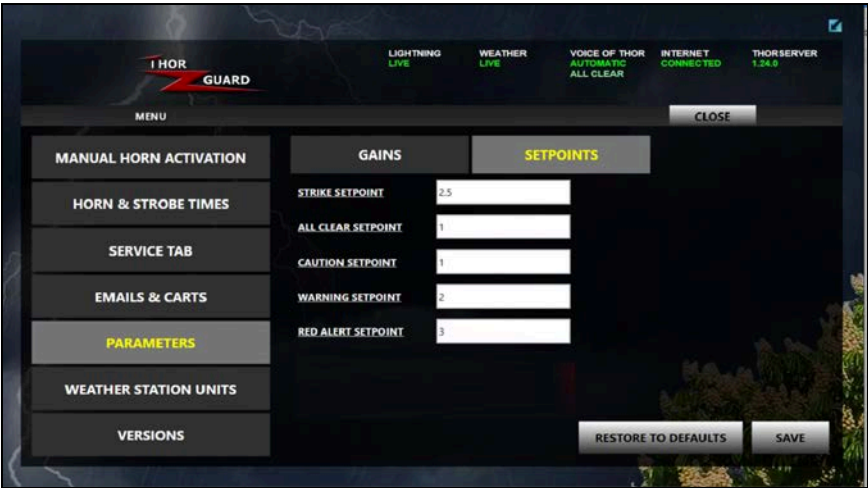 THOR
GUARD
LIGHTNING
LIVE
WEATHER
LIVE
VOICE OF THOR
AUTOMATIC
ALL CLEAR
INTERNET
CONNECTED
THORSERVER
1.24.0
MENU
CLOSE
MANUAL HORN ACTIVATION
HORN & STROBE TIMES
SERVICE TAB
EMAILS & CARTS
PARAMETERS
WEATHER STATION UNITS
VERSIONS
GAINS
SETPOINTS
STRIKE SETPOINT
2.5
ALL CLEAR SETPOINT
1
CAUTION SETPOINT
1
WARNING SETPOINT
2
RED ALERT SETPOINT
3
RESTORE TO DEFAULTS
SAVE